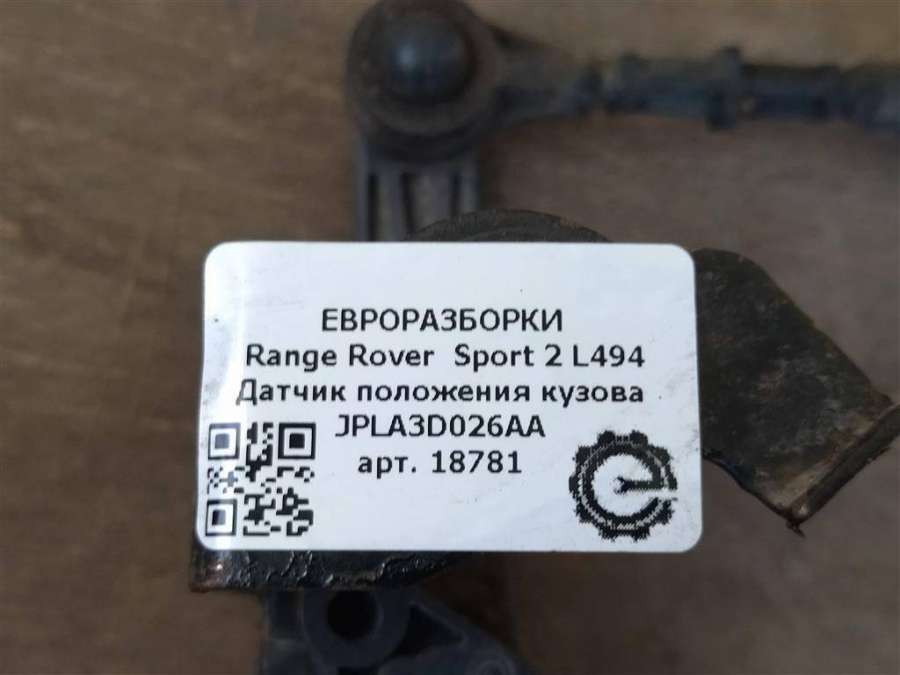 ЕВРОРАЗБОРКИ
Range Rover Sport 2 L494
Датчик положения кузова
JPLA3D026AA
арт. 18781